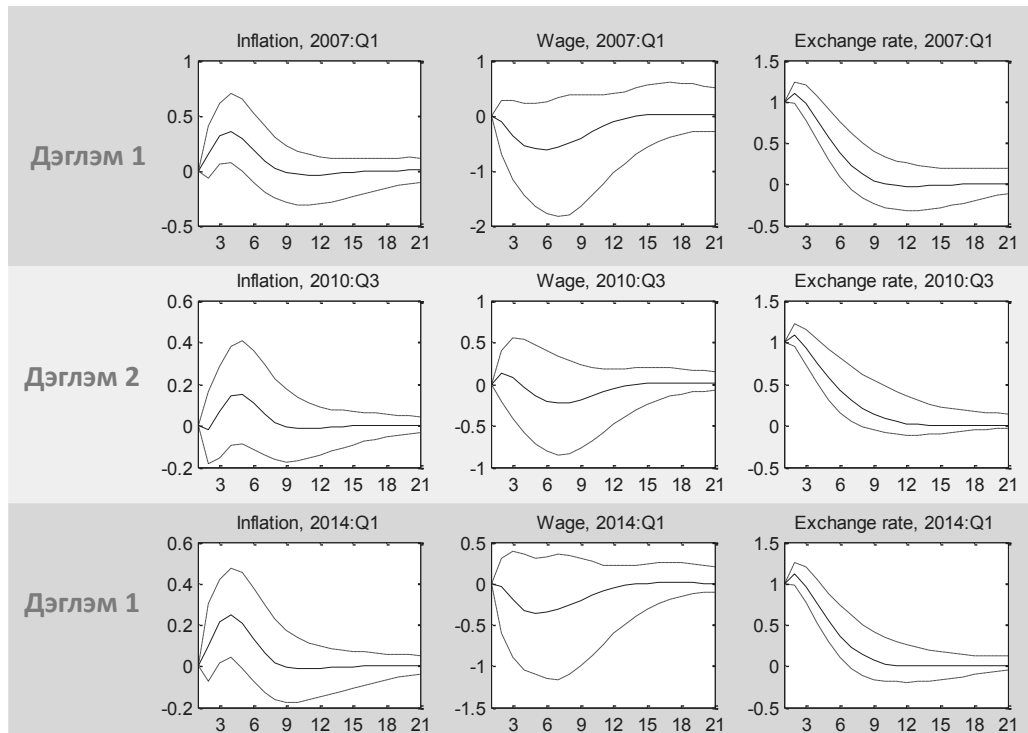 Inflation, 2007:Q1 Wage, 2007:Q1 Exchange rate, 2007:Q1
1 1 1.5
0.5 0 1
0 -1 0.5
-0.5 -2 0
-0.5
Дэглэм 1
3 6 9 12 15 18 21 3 6 9 12 15 18 21 3 6 9 12 15 18 21
Inflation, 2010:Q3 Wage, 2010:Q3 Exchange rate, 2010:Q3
0.6 1 1.5
0.4 0.5 1
0.2 0 0.5
0 -0.5 0
-0.2 -1 -0.5
Дэглэм 2
3 6 9 12 15 18 21 3 6 9 12 15 18 21 3 6 9 12 15 18 21
Inflation, 2014:Q1 Wage, 2014:Q1 Exchange rate, 2014:Q1
0.6 0.5 1.5
0.4 0 1
0.2 -0.5 0.5
0 -1 0
-0.2 -1.5 -0.5
Дэглэм 1
3 6 9 12 15 18 21 3 6 9 12 15 18 21 3 6 9 12 15 18 21